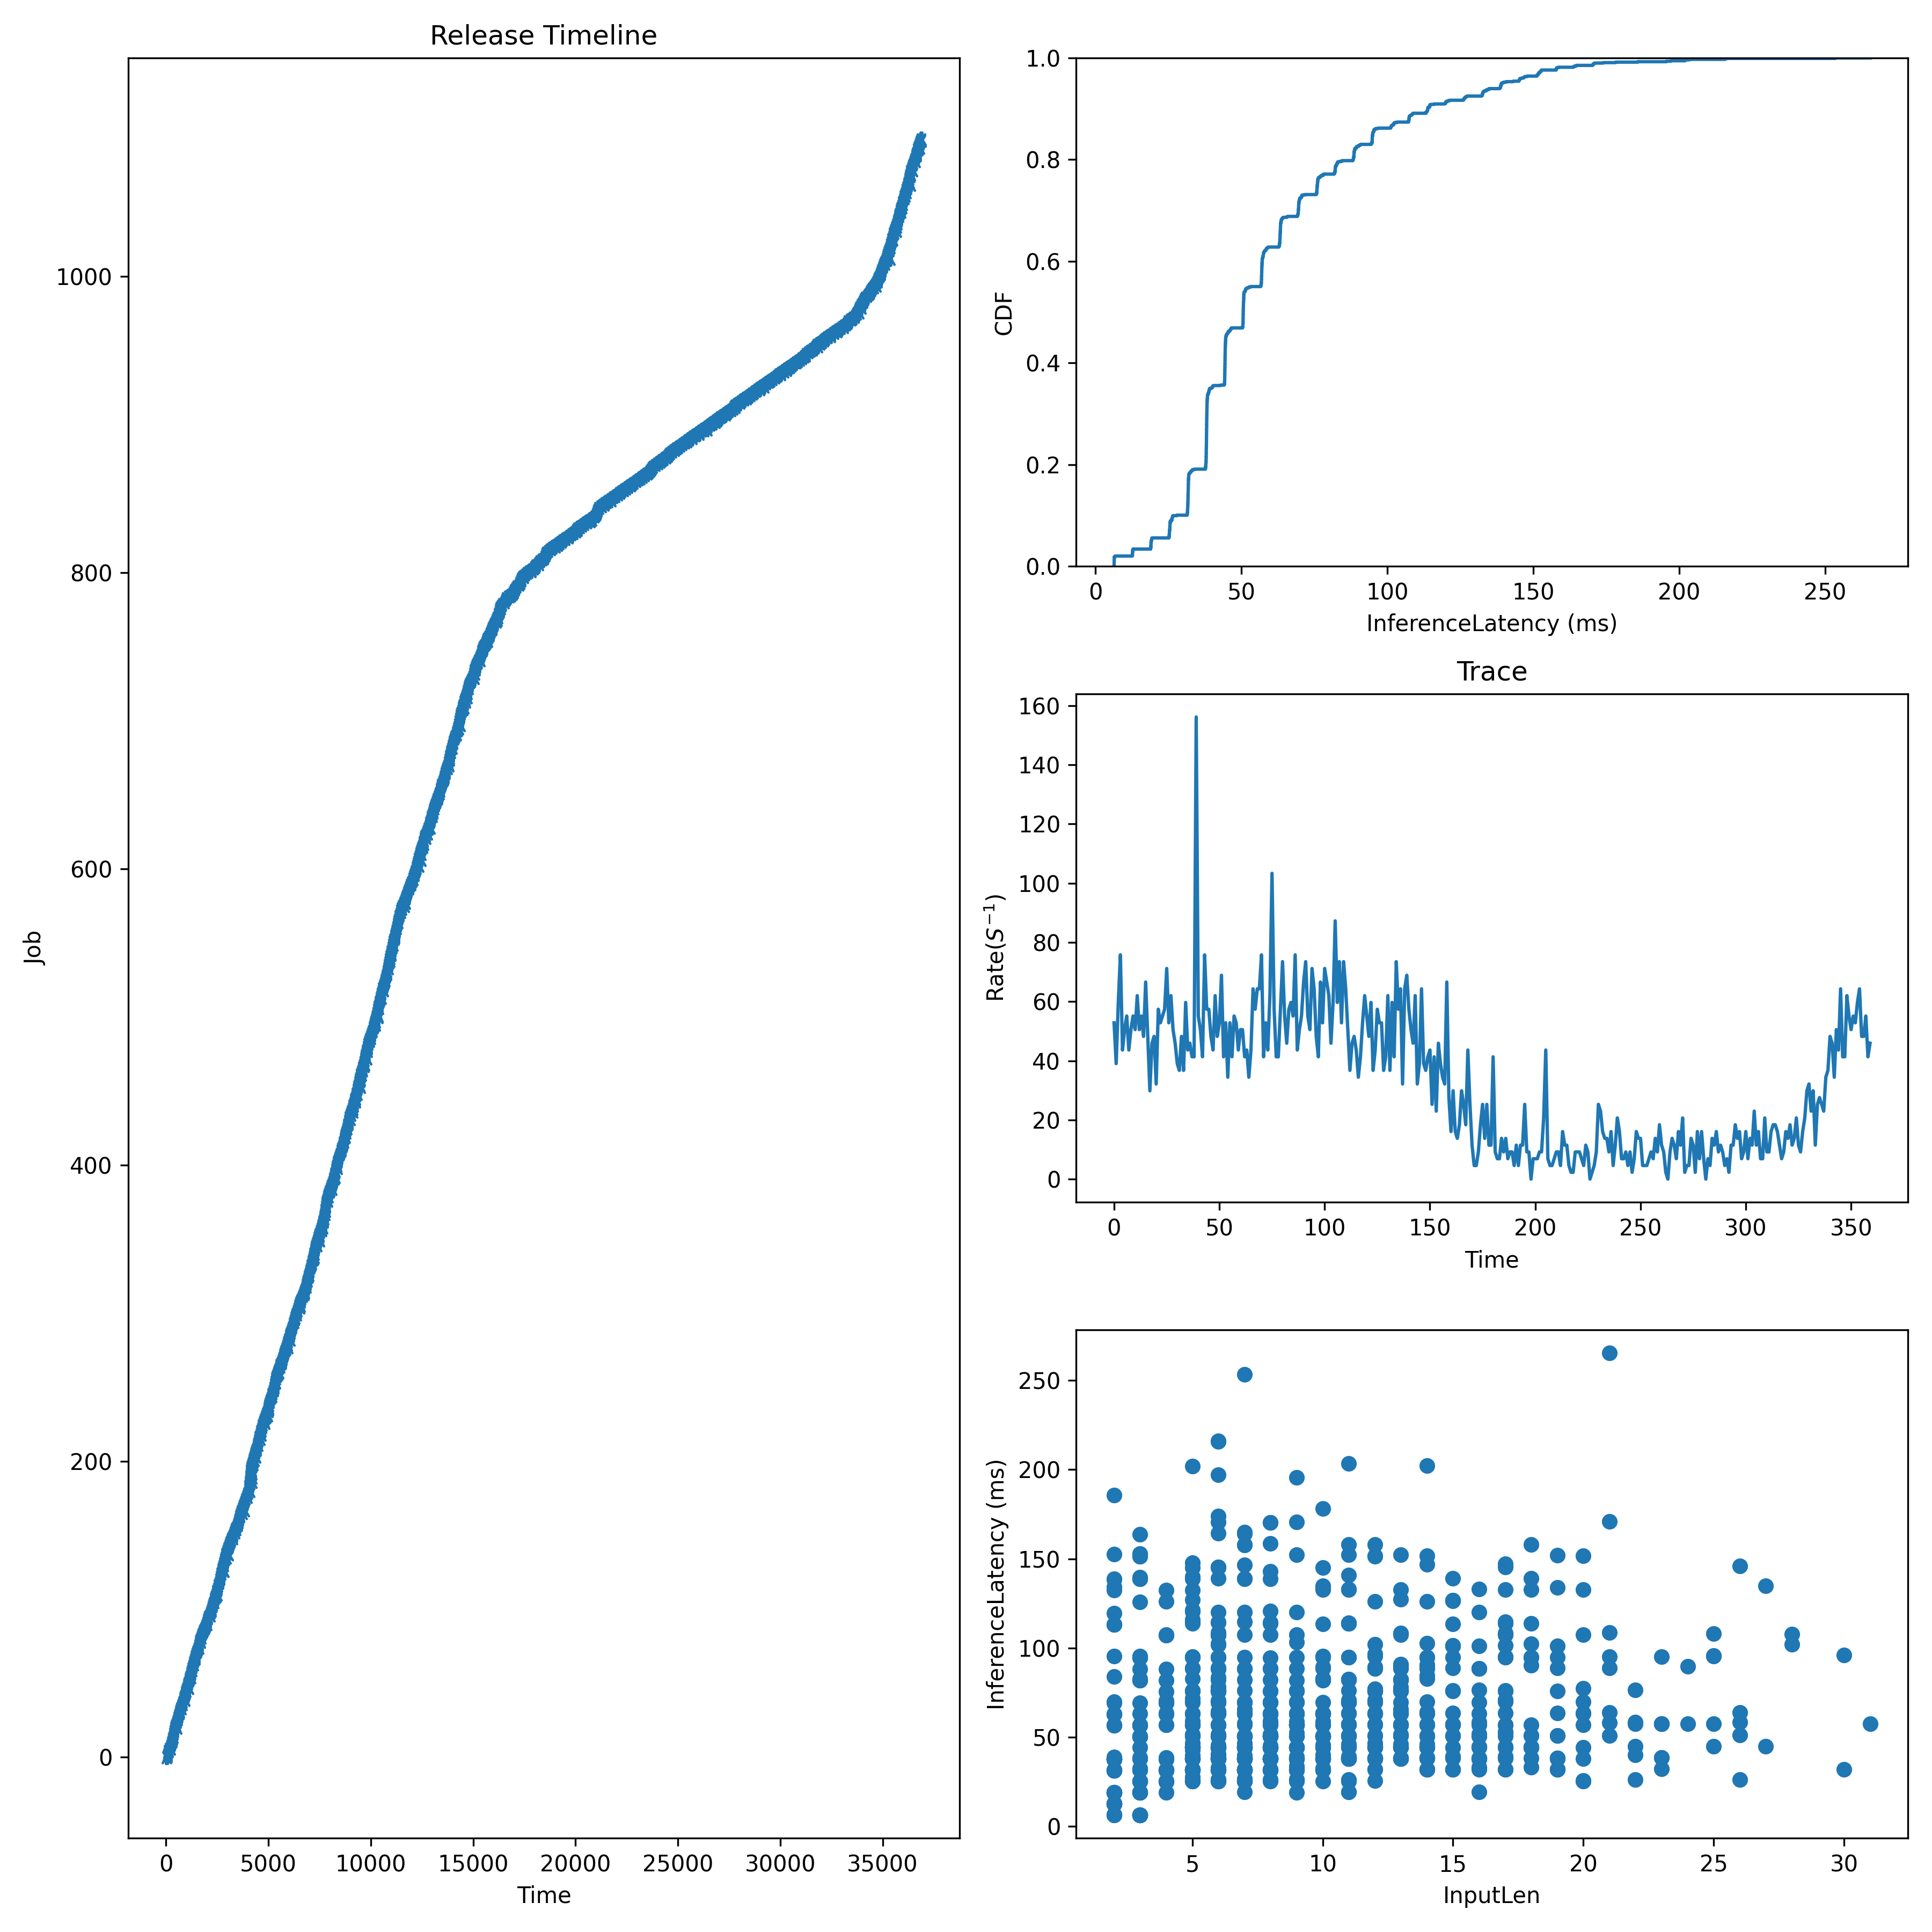 Release Timeline
Job
1000
800
600
400
200
0
0 5000 10000 15000 20000 25000 30000 35000
Time
CDF
1.0
0.8
0.6
0.4
0.2
0.0
0 50 100 150 200 250
InferenceLatency (ms)
Trace
Rate(S⁻¹)
160
140
120
100
80
60
40
20
0
0 50 100 150 200 250 300 350
Time
InferenceLatency (ms)
250
200
150
100
50
0
5 10 15 20 25 30
InputLen